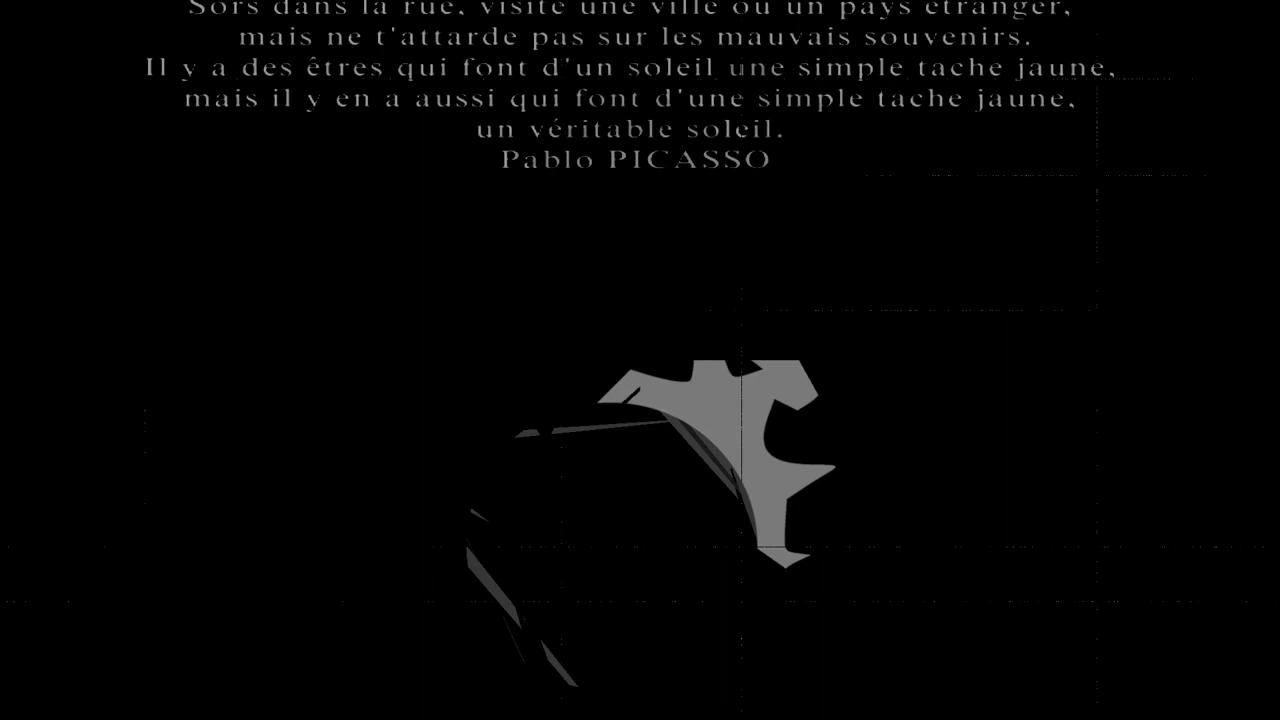 Sors dans la rue, visite une ville ou un pays étranger,
mais ne t'attarde pas sur les mauvais souvenirs.
Il y a des êtres qui font d'un soleil une simple tache jaune,
mais il y en a aussi qui font d'une simple tache jaune,
un véritable soleil.
Pablo PICASSO